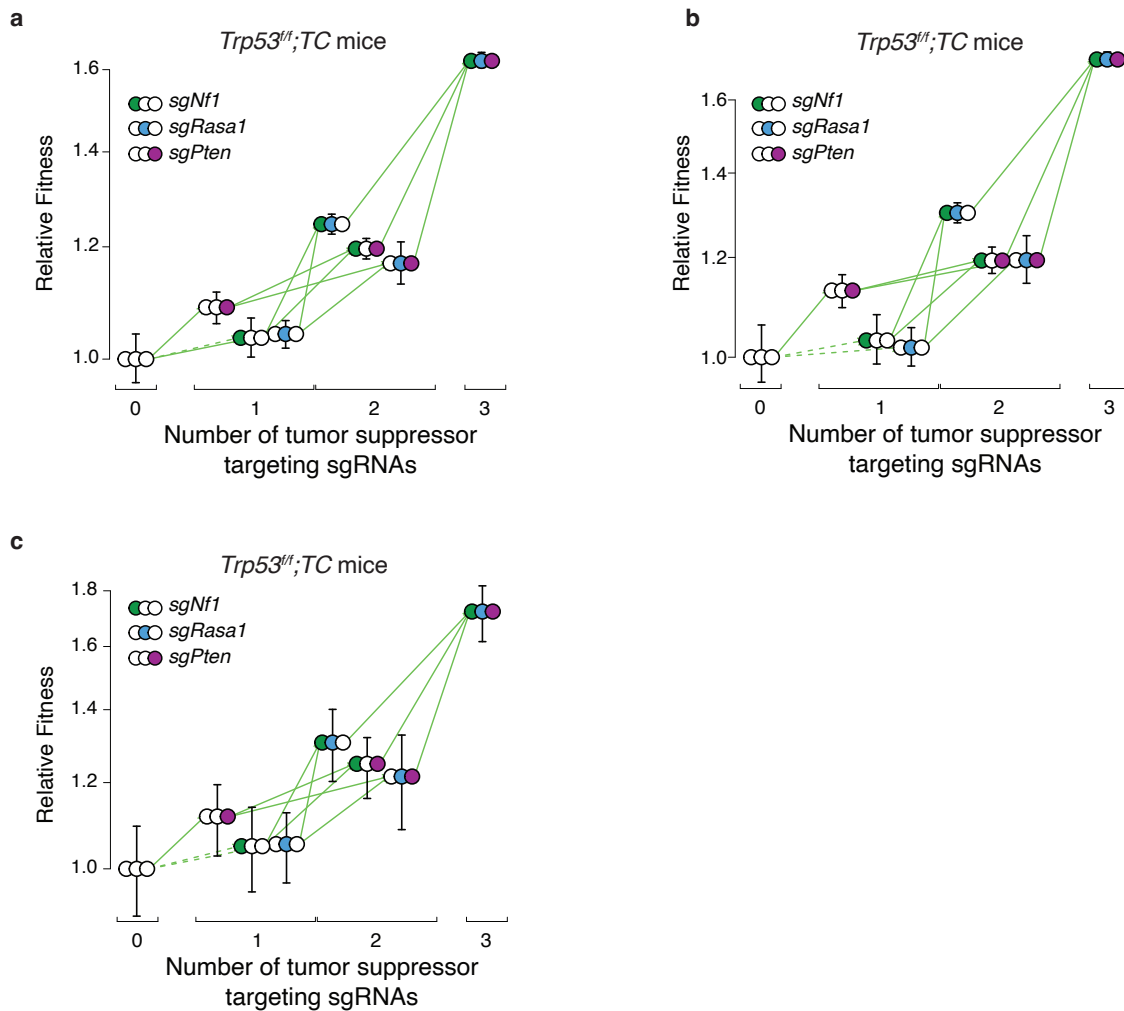 a
Trp53f/f;TC mice
Relative Fitness
1.6
1.4
1.2
1.0
sgNf1
sgRasa1
sgPten
0
1
2
3
Number of tumor suppressor
targeting sgRNAs
b
Trp53f/f;TC mice
Relative Fitness
1.6
1.4
1.2
1.0
sgNf1
sgRasa1
sgPten
0
1
2
3
Number of tumor suppressor
targeting sgRNAs
c
Trp53f/f;TC mice
Relative Fitness
1.8
1.6
1.4
1.2
1.0
sgNf1
sgRasa1
sgPten
0
1
2
3
Number of tumor suppressor
targeting sgRNAs